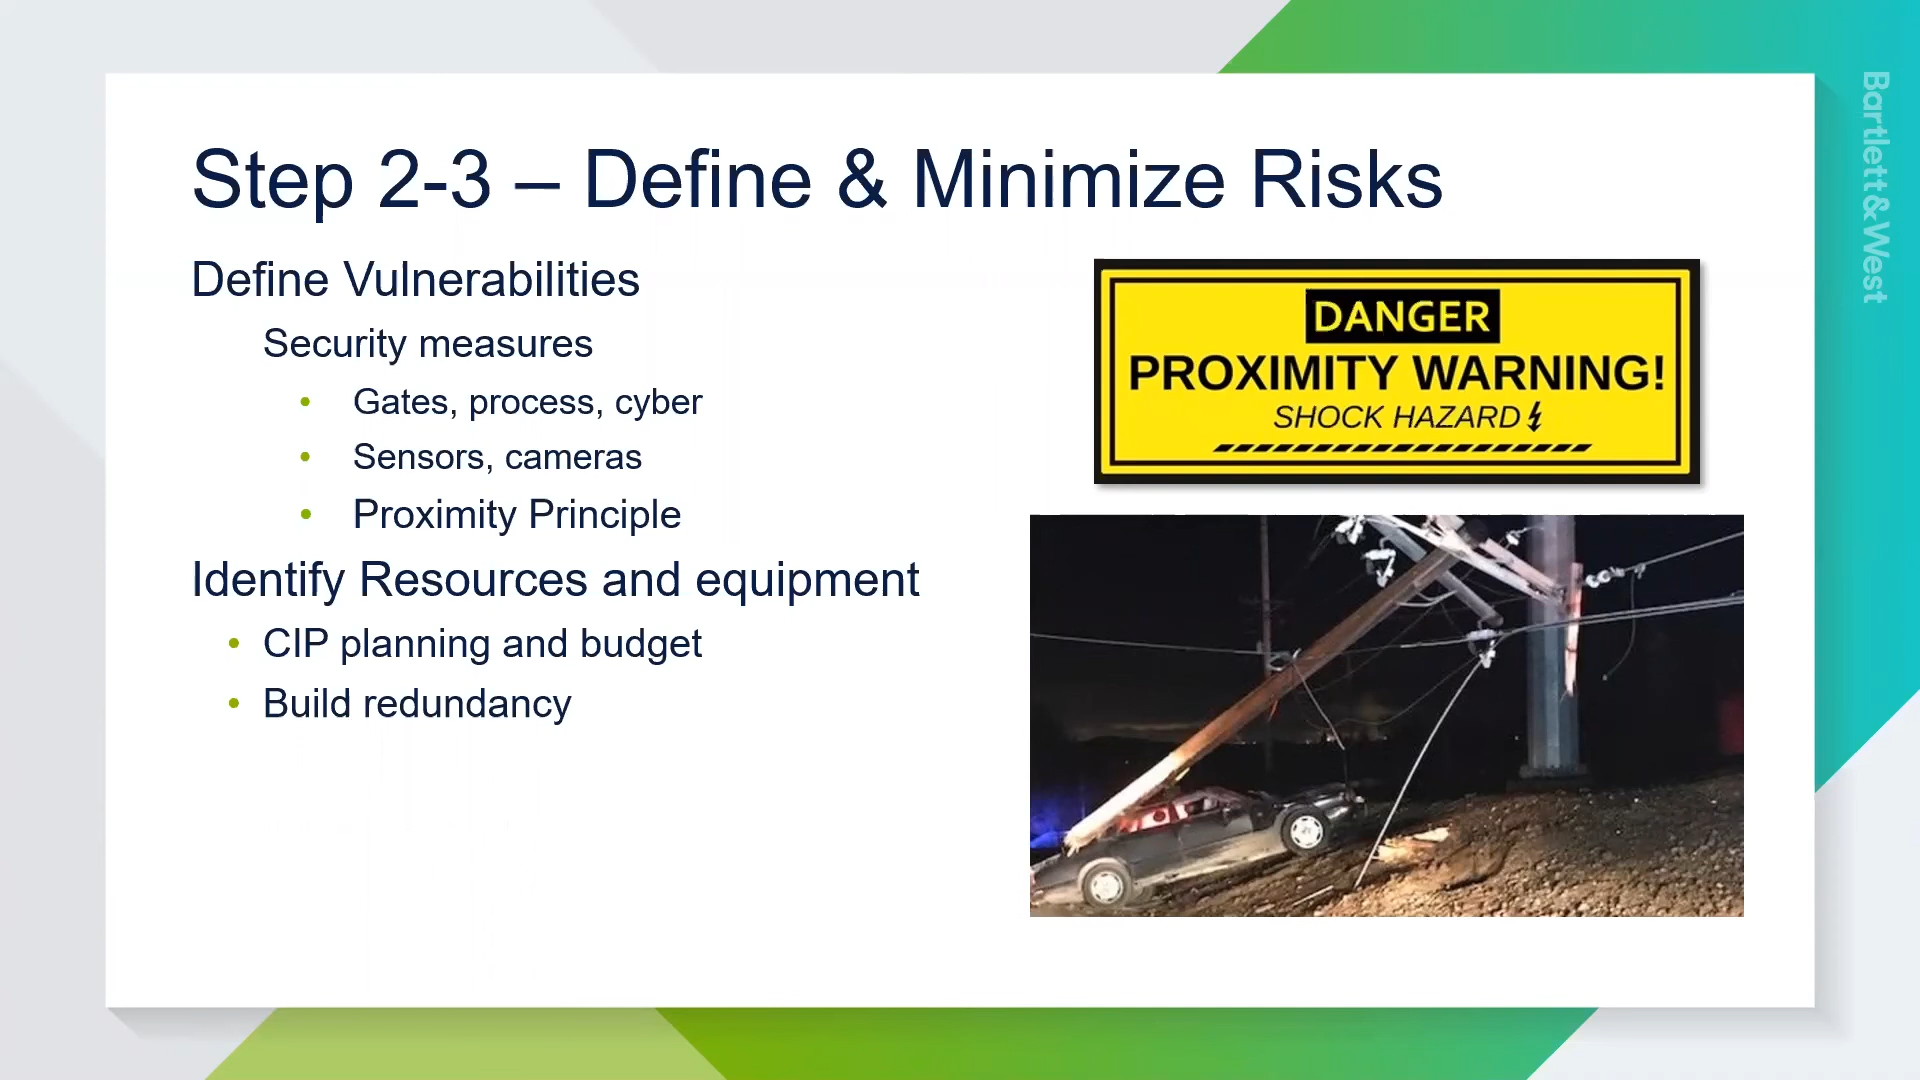 Step 2-3 – Define & Minimize Risks
Define Vulnerabilities
Security measures
• Gates, process, cyber
• Sensors, cameras
• Proximity Principle
Identify Resources and equipment
• CIP planning and budget
• Build redundancy
DANGER
PROXIMITY WARNING!
SHOCK HAZARD
Bartlett&West